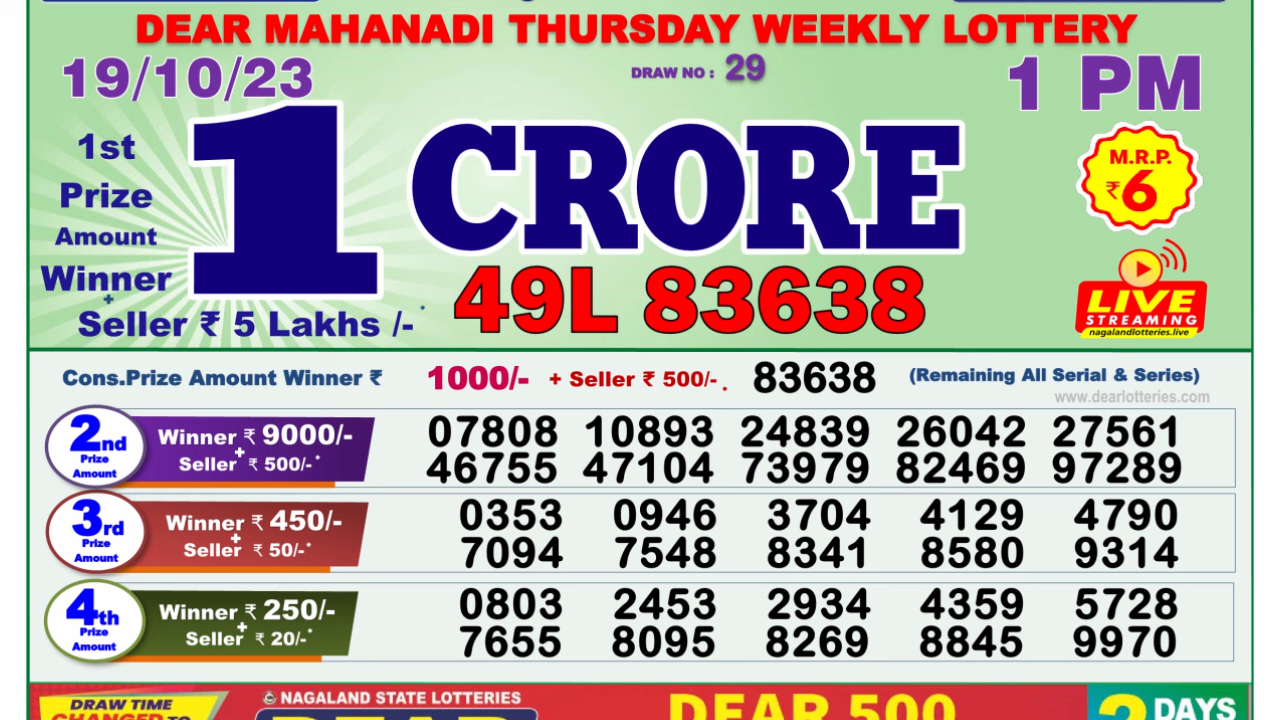 DEAR MAHANADI THURSDAY WEEKLY LOTTERY
19/10/23
DRAW NO : 29
1 PM
1st
Prize
Amount
Winner
+
Seller ₹ 5 Lakhs /- *
1 CRORE
49L 83638
M.R.P.
₹6
LIVE
STREAMING
nagalandlotteries.live
Cons.Prize Amount Winner ₹ 1000/- + Seller ₹ 500/- . 83638 (Remaining All Serial & Series)
www.dearlotteries.com
2nd
Prize
Amount
Winner ₹ 9000/-
+
Seller ₹ 500/- *
07808 10893 24839 26042 27561
46755 47104 73979 82469 97289
3rd
Prize
Amount
Winner ₹ 450/-
+
Seller ₹ 50/- *
0353 0946 3704 4129 4790
7094 7548 8341 8580 9314
4th
Prize
Amount
Winner ₹ 250/-
+
Seller ₹ 20/- *
0803 2453 2934 4359 5728
7655 8095 8269 8845 9970
DRAW TIME
CHANGED TO
NAGALAND STATE LOTTERIES
DEAR
DEAR 500
DAYS